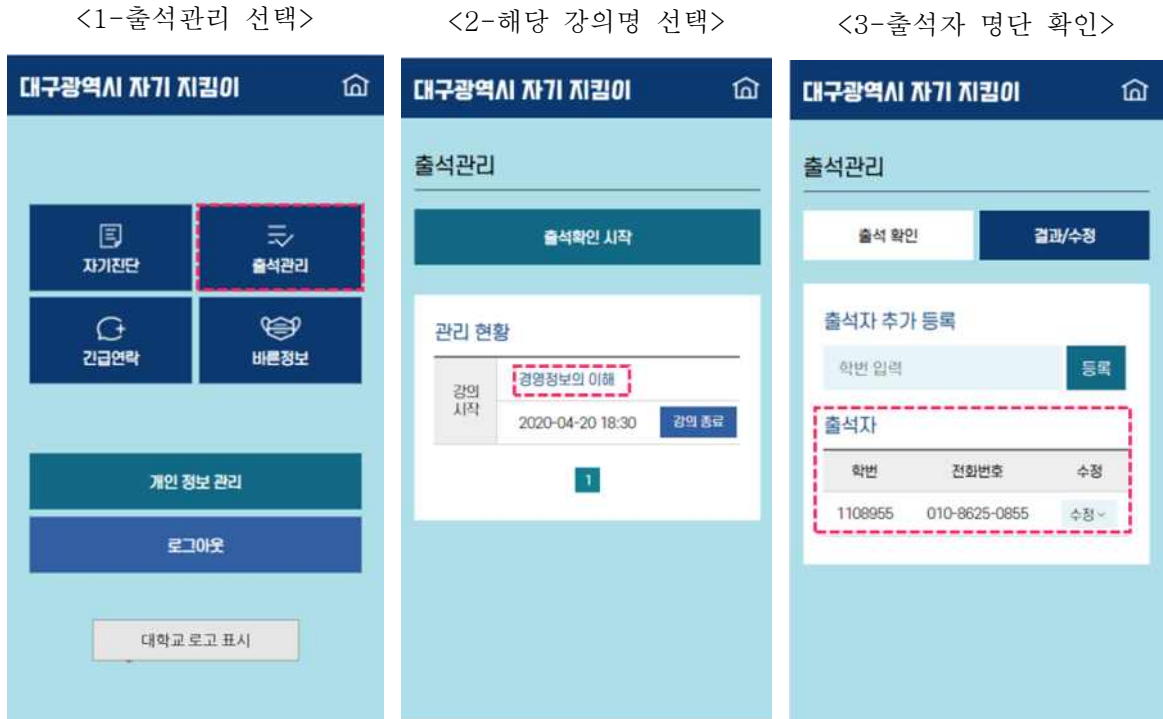 <1-출석관리 선택>
대구광역시 자기 지킴이
자기진단
출석관리
긴급연락
바른정보
개인 정보 관리
로그아웃
대학교 로고 표시
<2-해당 강의명 선택>
대구광역시 자기 지킴이
출석관리
출석확인 시작
관리 현황
강의
시작
경영정보의 이해
2020-04-20 18:30 강의 종료
1
<3-출석자 명단 확인>
대구광역시 자기 지킴이
출석관리
출석 확인 결과/수정
출석자 추가 등록
학번 입력 등록
출석자
학번 전화번호 수정
1108955 010-8625-0855 수정